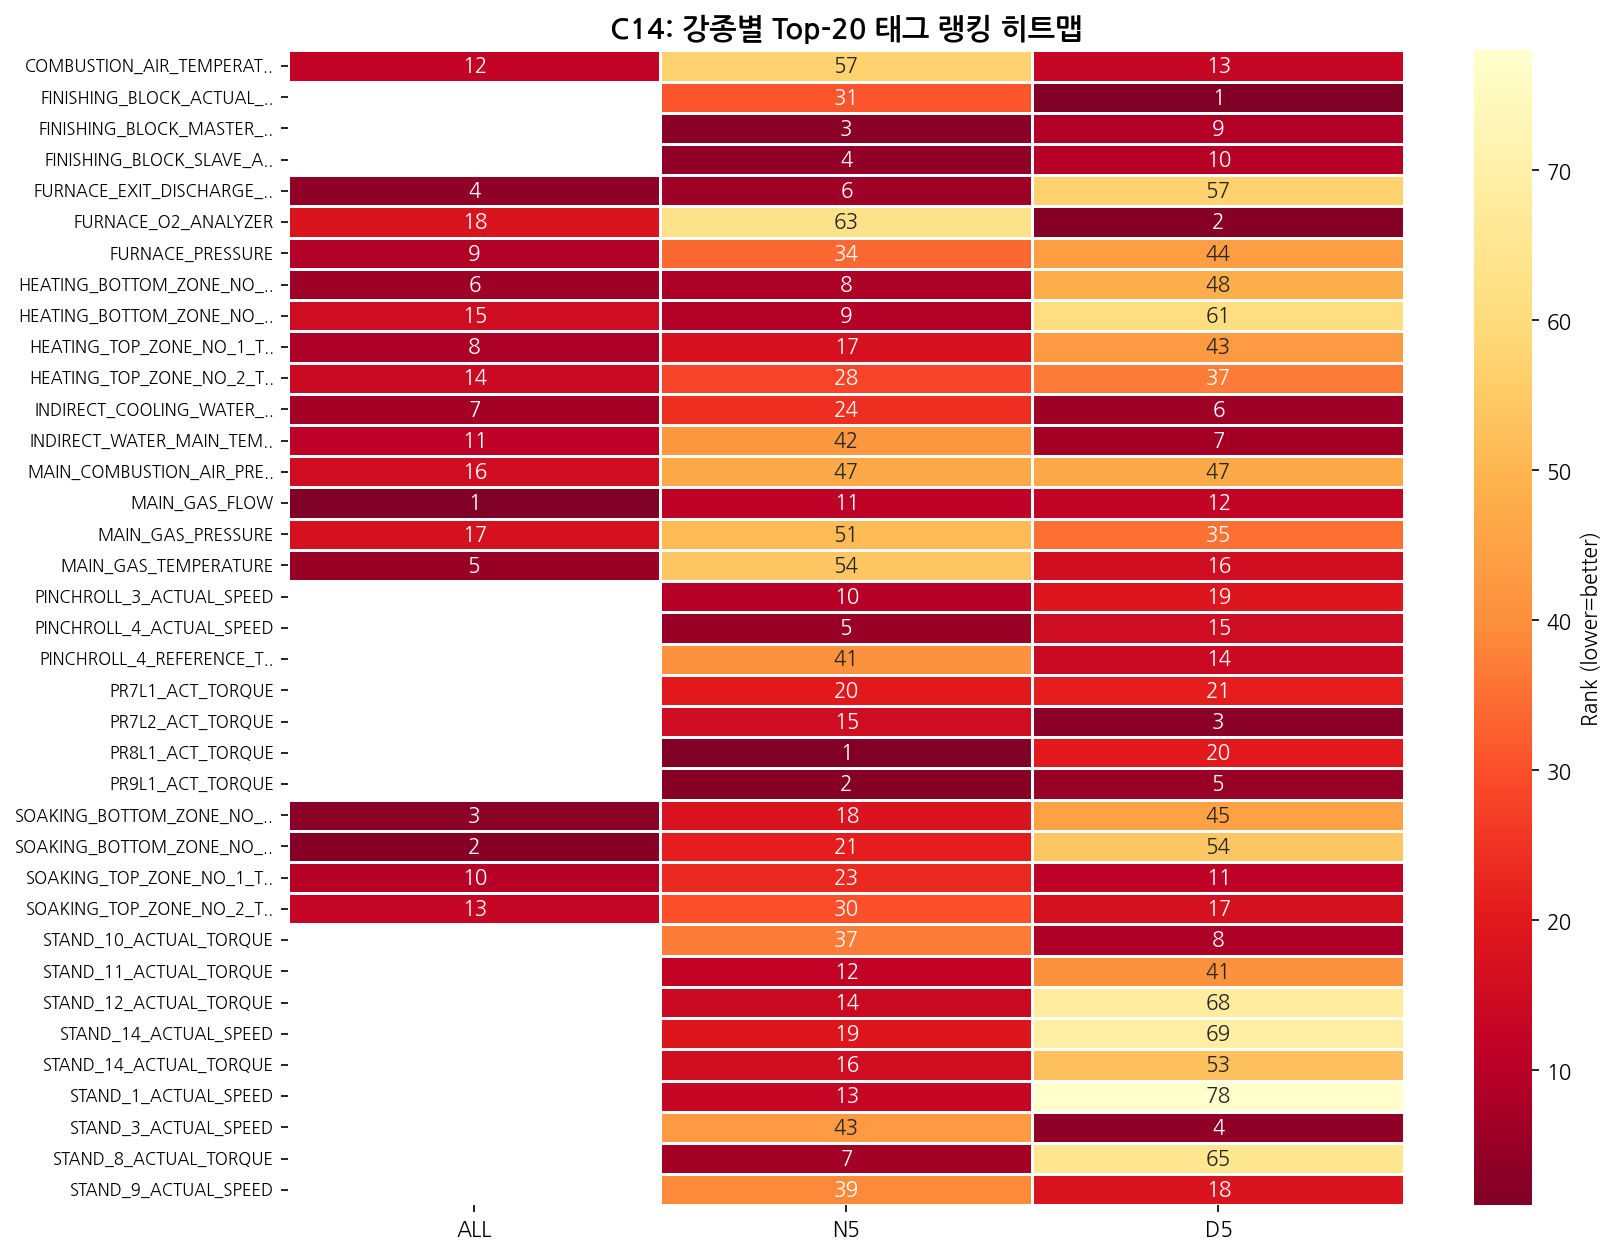 C14: 강종별 Top-20 태그 랭킹 히트맵
COMBUSTION_AIR_TEMPERAT.. 12 57 13
FINISHING_BLOCK_ACTUAL_.. 31 1
FINISHING_BLOCK_MASTER_.. 3 9
FINISHING_BLOCK_SLAVE_A.. 4 10
FURNACE_EXIT_DISCHARGE_.. 4 6 57
FURNACE_O2_ANALYZER 18 63 2
FURNACE_PRESSURE 9 34 44
HEATING_BOTTOM_ZONE_NO_.. 6 8 48
HEATING_BOTTOM_ZONE_NO_.. 15 9 61
HEATING_TOP_ZONE_NO_1_T.. 8 17 43
HEATING_TOP_ZONE_NO_2_T.. 14 28 37
INDIRECT_COOLING_WATER_.. 7 24 6
INDIRECT_WATER_MAIN_TEM.. 11 42 7
MAIN_COMBUSTION_AIR_PRE.. 16 47 47
MAIN_GAS_FLOW 1 11 12
MAIN_GAS_PRESSURE 17 51 35
MAIN_GAS_TEMPERATURE 5 54 16
PINCHROLL_3_ACTUAL_SPEED 10 19
PINCHROLL_4_ACTUAL_SPEED 5 15
PINCHROLL_4_REFERENCE_T.. 41 14
PR7L1_ACT_TORQUE 20 21
PR7L2_ACT_TORQUE 15 3
PR8L1_ACT_TORQUE 1 20
PR9L1_ACT_TORQUE 2 5
SOAKING_BOTTOM_ZONE_NO_.. 3 18 45
SOAKING_BOTTOM_ZONE_NO_.. 2 21 54
SOAKING_TOP_ZONE_NO_1_T.. 10 23 11
SOAKING_TOP_ZONE_NO_2_T.. 13 30 17
STAND_10_ACTUAL_TORQUE 37 8
STAND_11_ACTUAL_TORQUE 12 41
STAND_12_ACTUAL_TORQUE 14 68
STAND_14_ACTUAL_SPEED 19 69
STAND_14_ACTUAL_TORQUE 16 53
STAND_1_ACTUAL_SPEED 13 78
STAND_3_ACTUAL_SPEED 43 4
STAND_8_ACTUAL_TORQUE 7 65
STAND_9_ACTUAL_SPEED 39 18
ALL N5 D5
70
60
50
40
30
20
10
Rank (lower=better)